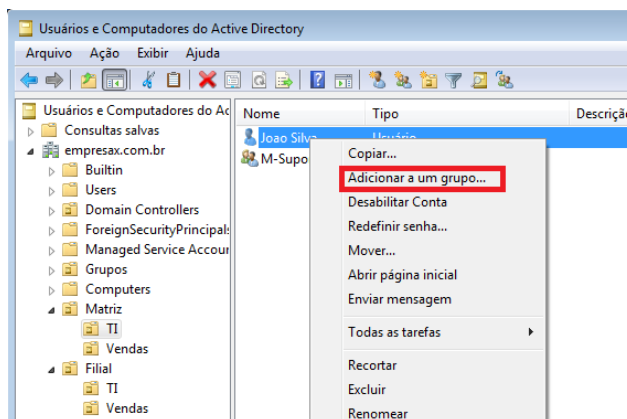 Usuários e Computadores do Active Directory
Arquivo Ação Exibir Ajuda
Usuários e Computadores do Ac
Consultas salvas
empresax.com.br
Builtin
Users
Domain Controllers
ForeignSecurityPrincipals
Managed Service Accour
Grupos
Computers
Matriz
TI
Vendas
Filial
TI
Vendas
Nome Tipo Descriçã
Joao Silva Usuário
M-Supo
Copiar...
Adicionar a um grupo...
Desabilitar Conta
Redefinir senha...
Mover...
Abrir página inicial
Enviar mensagem
Todas as tarefas
Recortar
Excluir
Renomear